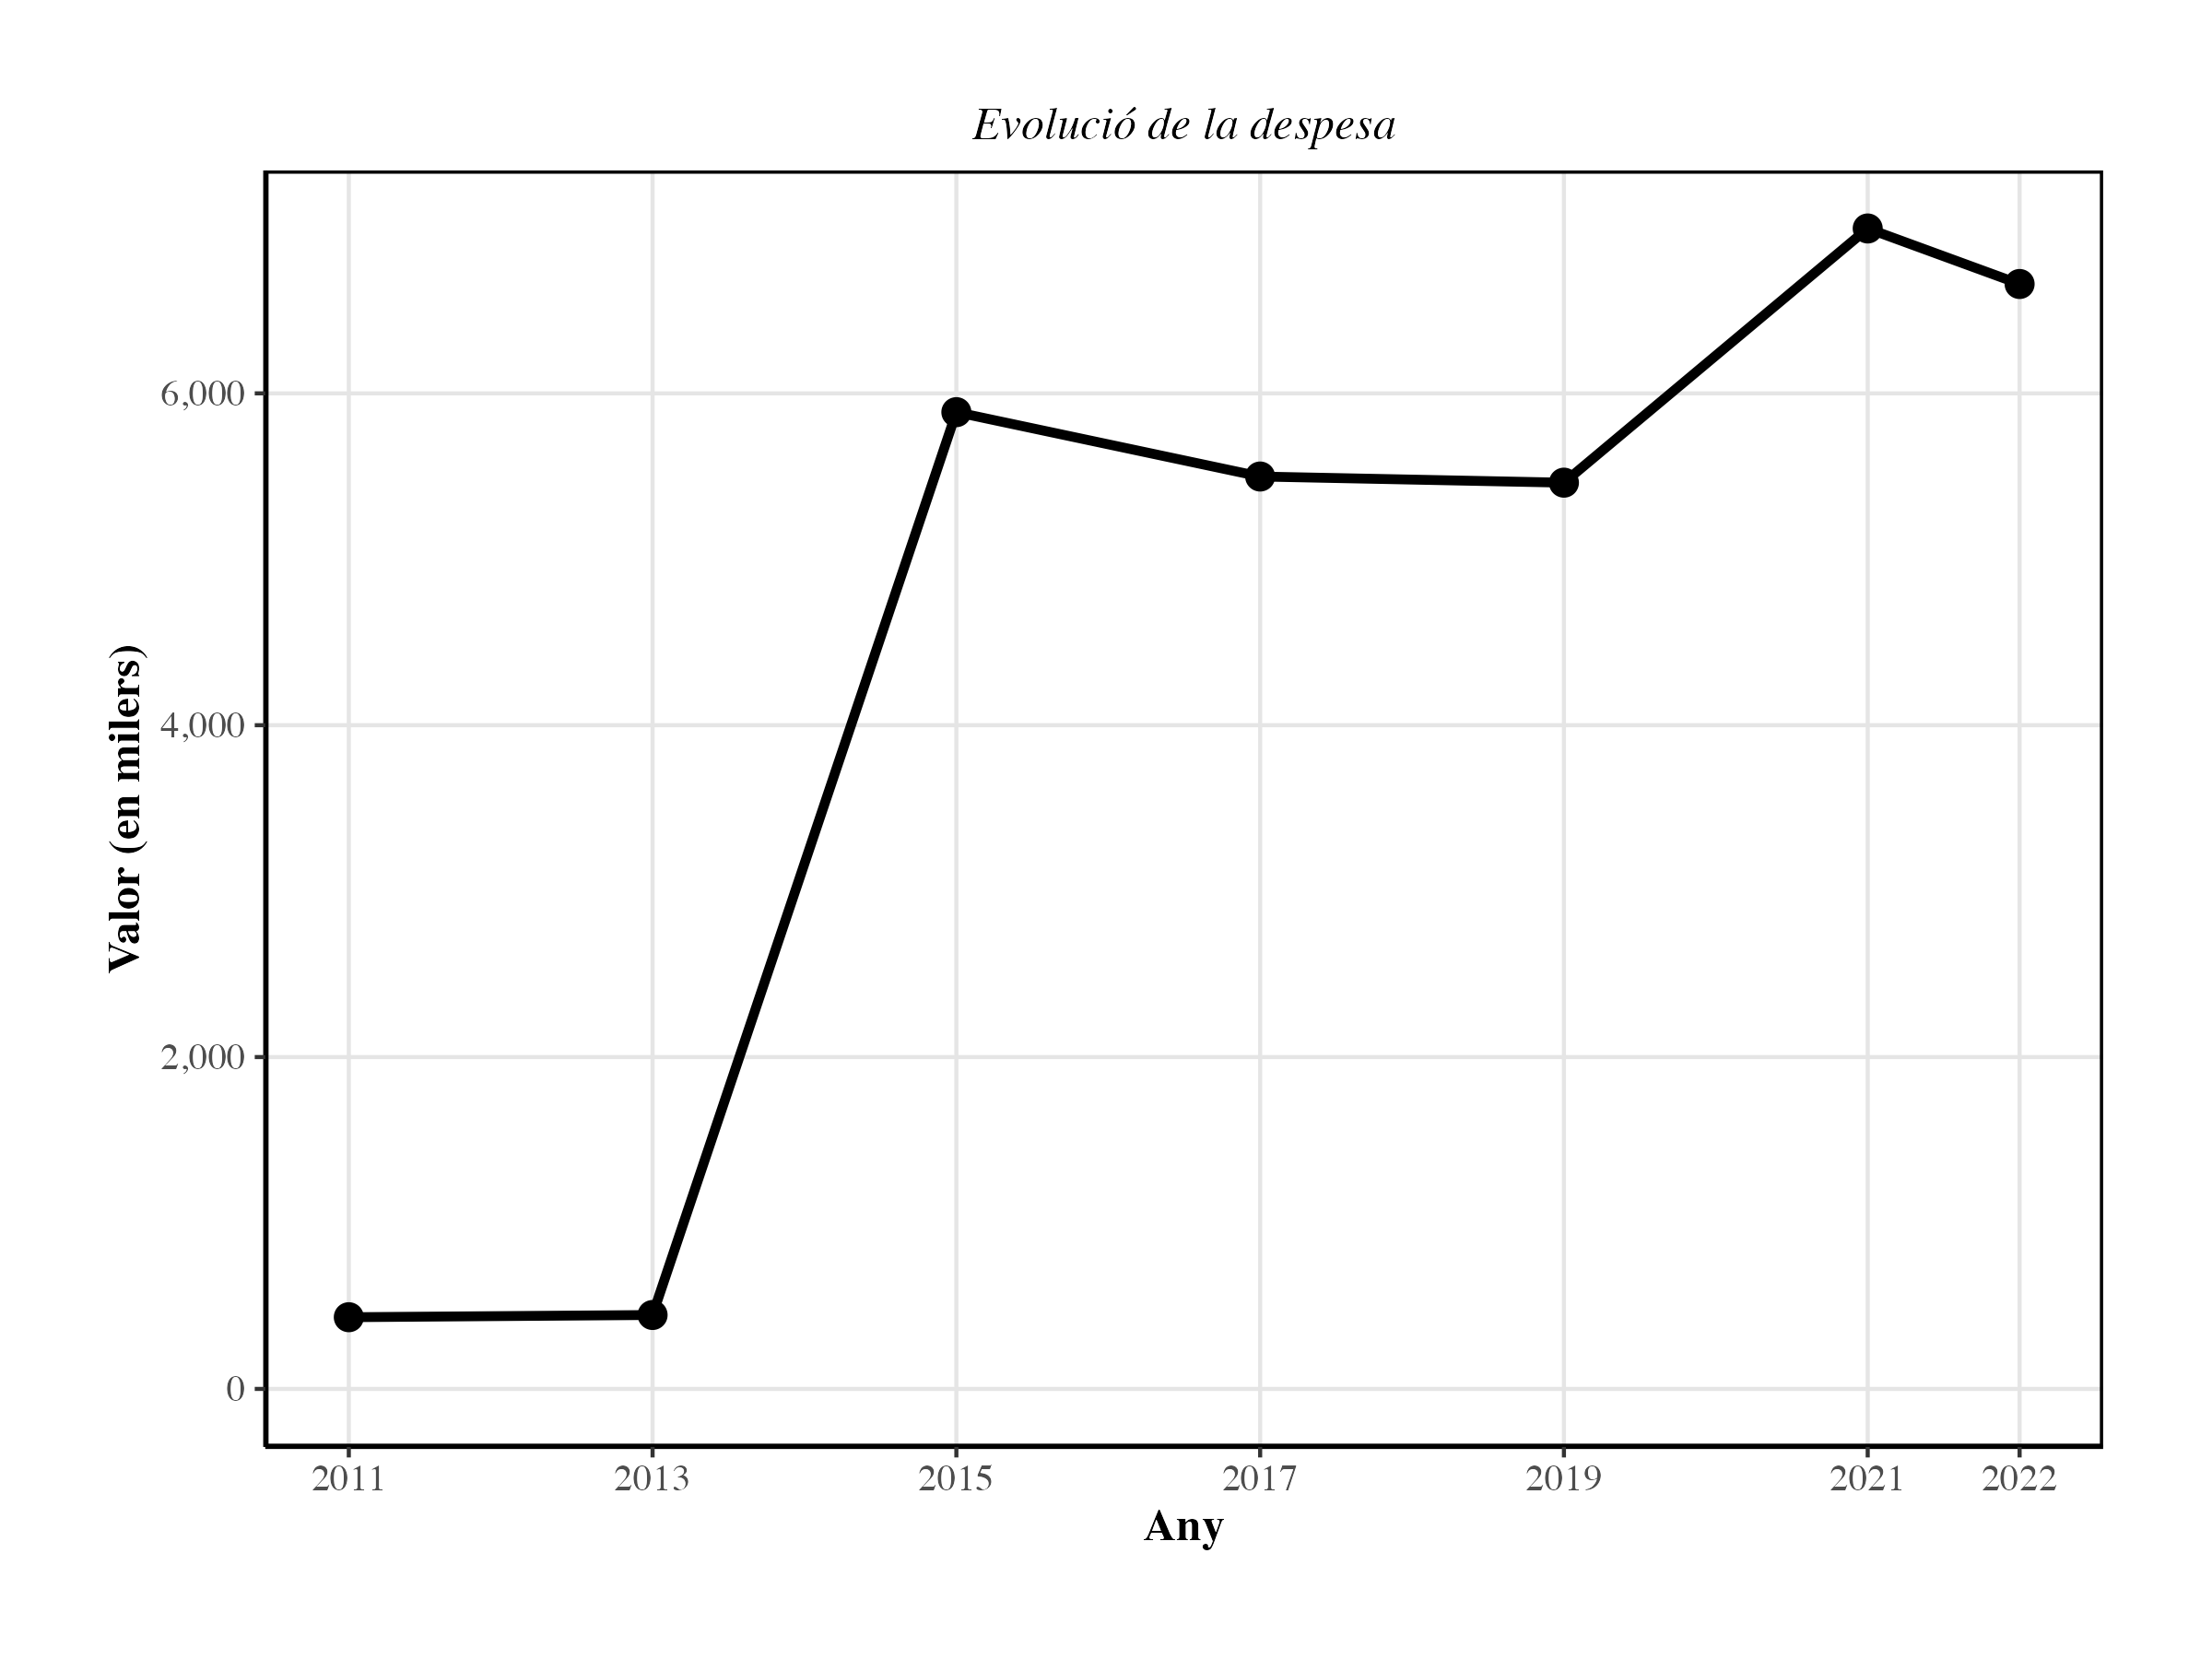 Evolució de la despesa
Valor (en milers)
6,000
4,000
2,000
0
2011 2013 2015 2017 2019 2021 2022
Any